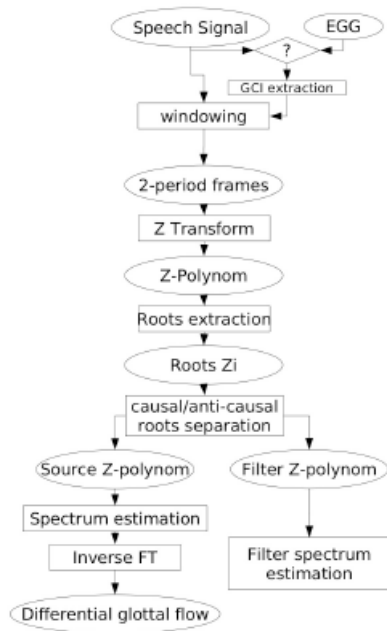 Speech Signal
EGG
?
GCI extraction
windowing
2-period frames
Z Transform
Z-Polynom
Roots extraction
Roots Zi
causal/anti-causal
roots separation
Source Z-polynom
Filter Z-polynom
Spectrum estimation
Filter spectrum
estimation
Inverse FT
Differential glottal flow